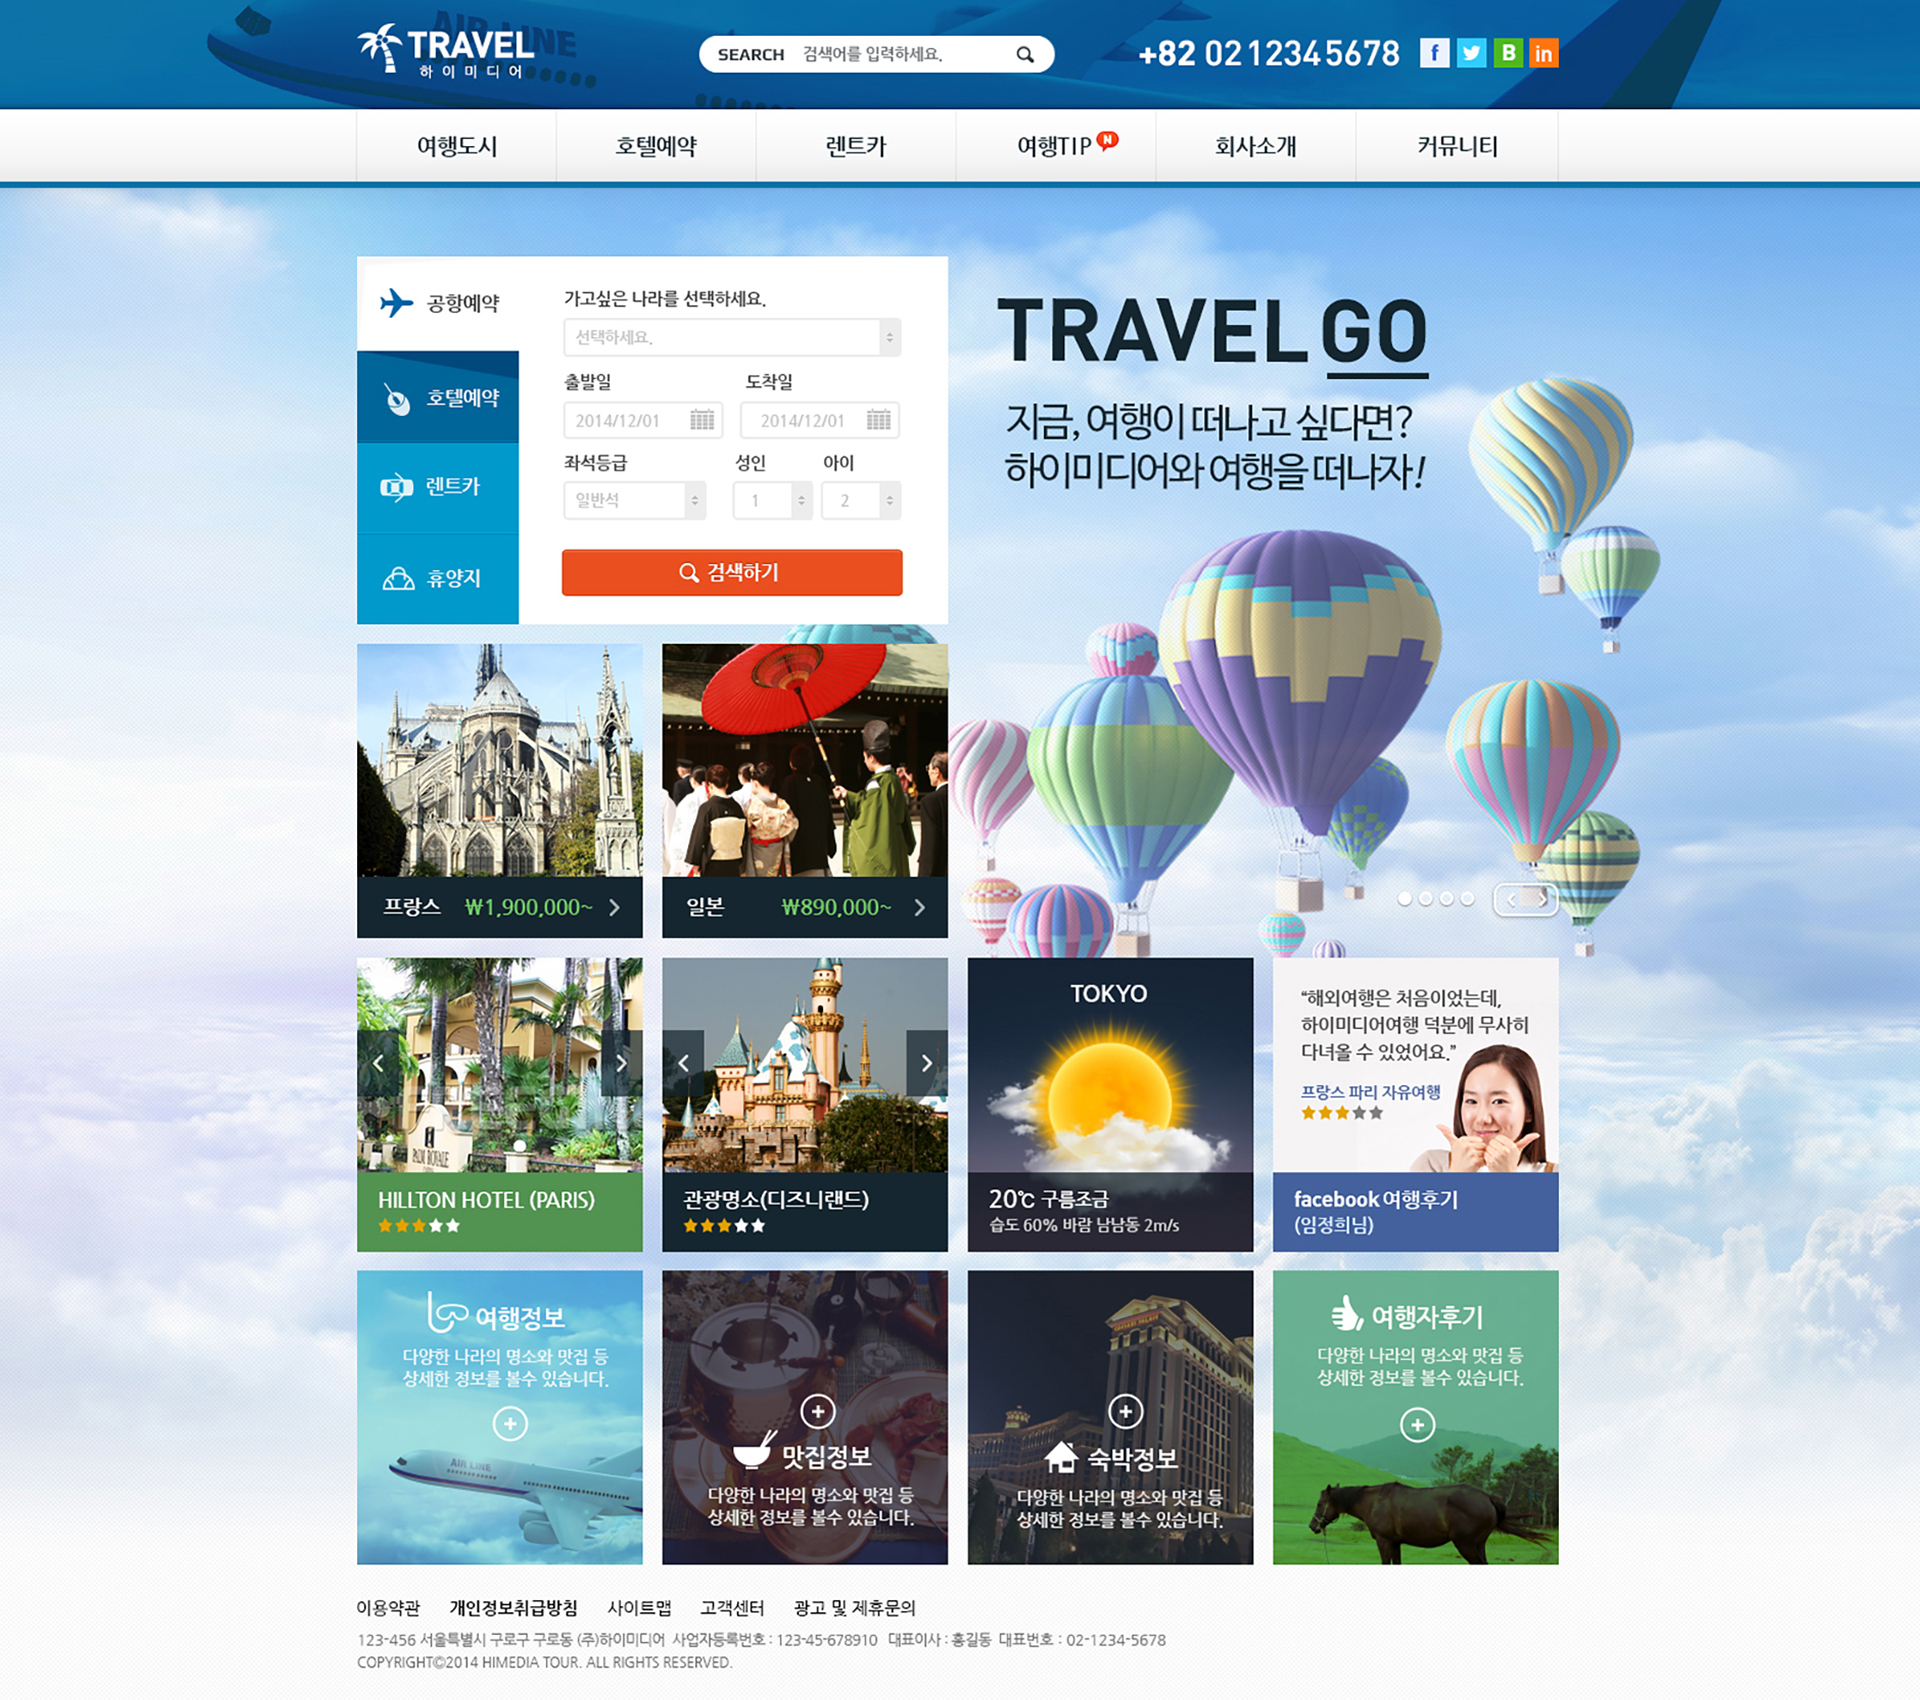 AIR LINE
TRAVEL
하이미디어
SEARCH 검색어를 입력하세요.
+82 0212345678
f B in
여행도시 호텔예약 렌트카 여행TIP N 회사소개 커뮤니티
공항예약
호텔예약
렌트카
휴양지
가고싶은 나라를 선택하세요.
선택하세요.
출발일 도착일
2014/12/01 2014/12/01
좌석등급 성인 아이
일반석 1 2
검색하기
TRAVEL GO
지금, 여행이 떠나고 싶다면?
하이미디어와 여행을 떠나자!
프랑스 ₩1,900,000~
일본 ₩890,000~
PALM ROYALE
HILLTON HOTEL (PARIS)
관광명소(디즈니랜드)
TOKYO
20℃ 구름조금
습도 60% 바람 남남동 2m/s
“해외여행은 처음이었는데,
하이미디어여행 덕분에 무사히
다녀올 수 있었어요.”
프랑스 파리 자유여행
facebook 여행후기
(임정희님)
여행정보
다양한 나라의 명소와 맛집 등
상세한 정보를 볼수 있습니다.
AIR LINE
맛집정보
다양한 나라의 명소와 맛집 등
상세한 정보를 볼수 있습니다.
CAESARS PALACE
숙박정보
다양한 나라의 명소와 맛집 등
상세한 정보를 볼수 있습니다.
여행자후기
다양한 나라의 명소와 맛집 등
상세한 정보를 볼수 있습니다.
이용약관 개인정보취급방침 사이트맵 고객센터 광고 및 제휴문의
123-456 서울특별시 구로구 구로동 (주)하이미디어 사업자등록번호 : 123-45-678910 대표이사 : 홍길동 대표번호 : 02-1234-5678
COPYRIGHT©2014 HIMEDIA TOUR. ALL RIGHTS RESERVED.